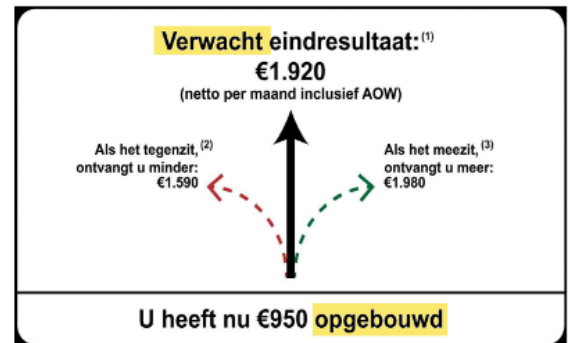 Verwacht eindresultaat:(1)
€1.920
(netto per maand inclusief AOW)
Als het tegenzit,(2)
ontvangt u minder:
€1.590
Als het meezit,(3)
ontvangt u meer:
€1.980
U heeft nu €950 opgebouwd